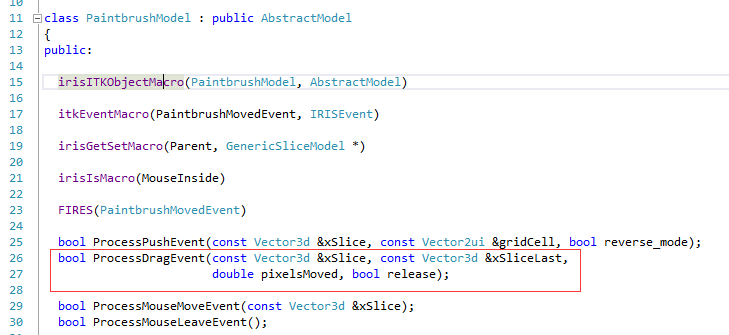 10
11 class PaintbrushModel : public AbstractModel
12 {
13 public:
14
15 irisITKObjectMacro(PaintbrushModel, AbstractModel)
16
17 itkEventMacro(PaintbrushMovedEvent, IRISEvent)
18
19 irisGetSetMacro(Parent, GenericSliceModel *)
20
21 irisIsMacro(MouseInside)
22
23 FIRES(PaintbrushMovedEvent)
24
25 bool ProcessPushEvent(const Vector3d &xSlice, const Vector2ui &gridCell, bool reverse_mode);
26 bool ProcessDragEvent(const Vector3d &xSlice, const Vector3d &xSliceLast,
27 double pixelsMoved, bool release);
28
29 bool ProcessMouseMoveEvent(const Vector3d &xSlice);
30 bool ProcessMouseLeaveEvent();